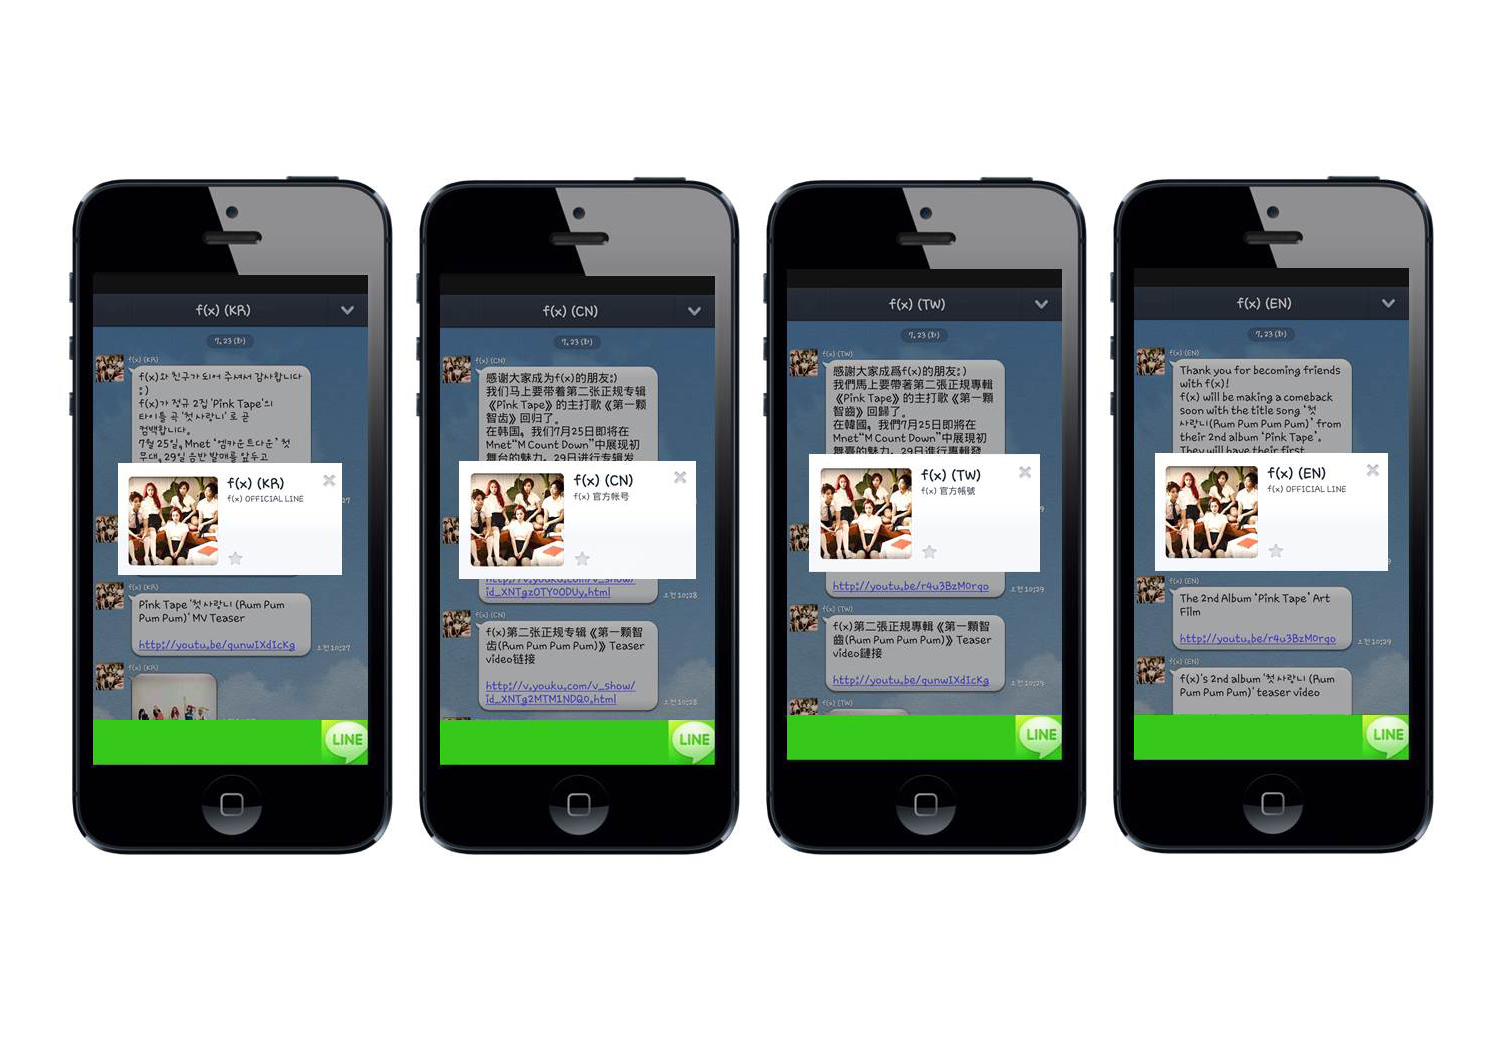 f(x) (KR)
7. 23 (화)
f(x) (KR)
f(x)와 친구가 되어 주셔서 감사합니다
:)
f(x)가 정규 2집 'Pink Tape'의
타이틀 곡 '첫 사랑니' 로 곧
컴백합니다.
7월 25일, Mnet '엠카운트다운' 첫
무대, 29일 음반 발매를 앞두고
f(x) (KR)
f(x) OFFICIAL LINE
f(x) (KR)
Pink Tape '첫 사랑니 (Rum Pum
Pum Pum)' MV Teaser
http://youtu.be/qunwIXdIcKg
오전 10:27
f(x) (KR)
LINE
f(x) (CN)
7. 23 (화)
f(x) (CN)
感谢大家成为f(x)的朋友:)
我们马上要带着第二张正规专辑
《Pink Tape》的主打歌《第一颗
智齿》回归了。
在韩国，我们7月25日即将在
Mnet“M Count Down”中展现初
舞台的魅力，29日进行专辑发
f(x) (CN)
f(x) 官方帐号
http://v.youku.com/v_show/
id_XNTgzOTY0ODUy.html
오전 10:28
f(x) (CN)
f(x)第二张正规专辑《第一颗智
齿(Rum Pum Pum Pum)》Teaser
video链接
http://v.youku.com/v_show/
id_XNTg2MTM1NDQ0.html
오전 10:28
LINE
f(x) (TW)
7. 23 (화)
f(x) (TW)
感謝大家成爲f(x)的朋友:)
我們馬上要帶著第二張正規專輯
《Pink Tape》的主打歌《第一顆
智齒》回歸了。
在韓國，我們7月25日即將在
Mnet“M Count Down”中展現初
舞臺的魅力，29日進行專輯發
f(x) (TW)
f(x) 官方帳號
http://youtu.be/r4u3BzM0rqo
오전 10:29
f(x) (TW)
f(x)第二張正規專輯《第一顆智
齒(Rum Pum Pum Pum)》Teaser
video鏈接
http://youtu.be/qunwIXdIcKg
오전 10:29
f(x) (TW)
LINE
f(x) (EN)
7. 23 (화)
f(x) (EN)
Thank you for becoming friends
with f(x)!
f(x) will be making a comeback
soon with the title song '첫
사랑니(Rum Pum Pum Pum)' from
their 2nd album 'Pink Tape'.
They will have their first
f(x) (EN)
f(x) OFFICIAL LINE
f(x) (EN)
The 2nd Album 'Pink Tape' Art
Film
http://youtu.be/r4u3BzM0rqo
오전 10:29
f(x) (EN)
f(x)'s 2nd album '첫 사랑니 (Rum
Pum Pum Pum)' teaser video
LINE